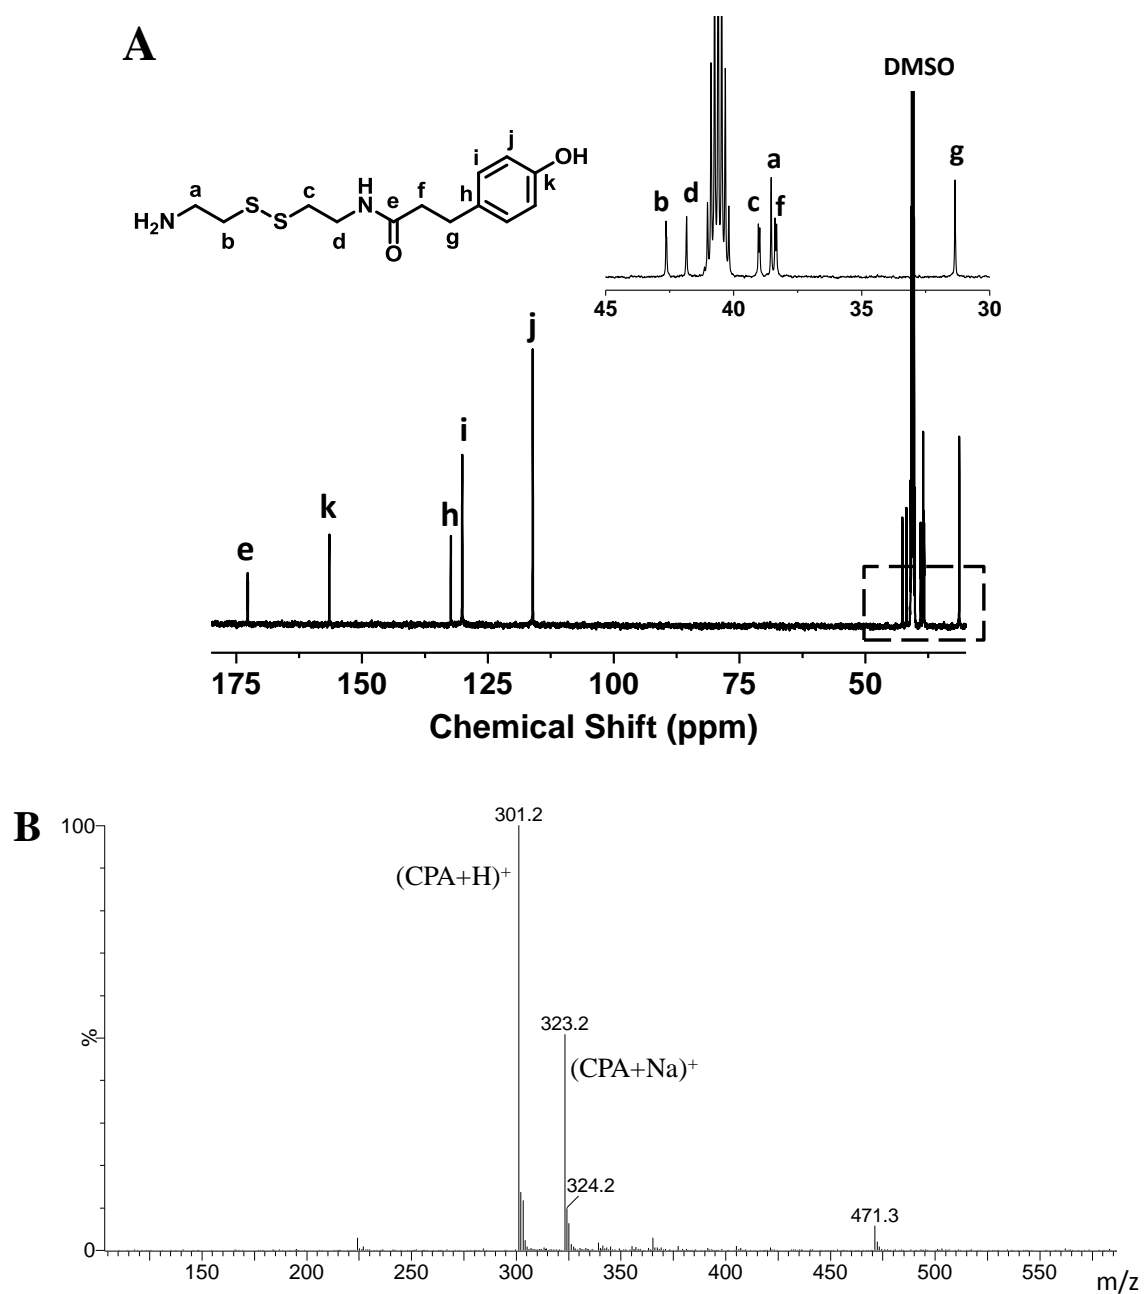 A
DMSO
j
i
OH
a
c
H
N
f
h
k
e
H2N
S
S
b
d
g
O
b
d
c
a
f
g
45
40
35
30
j
i
k
h
e
175
150
125
100
75
50
Chemical Shift (ppm)
B
100
301.2
(CPA+H)+
%
323.2
(CPA+Na)+
324.2
471.3
0
150
200
250
300
350
400
450
500
550
m/z